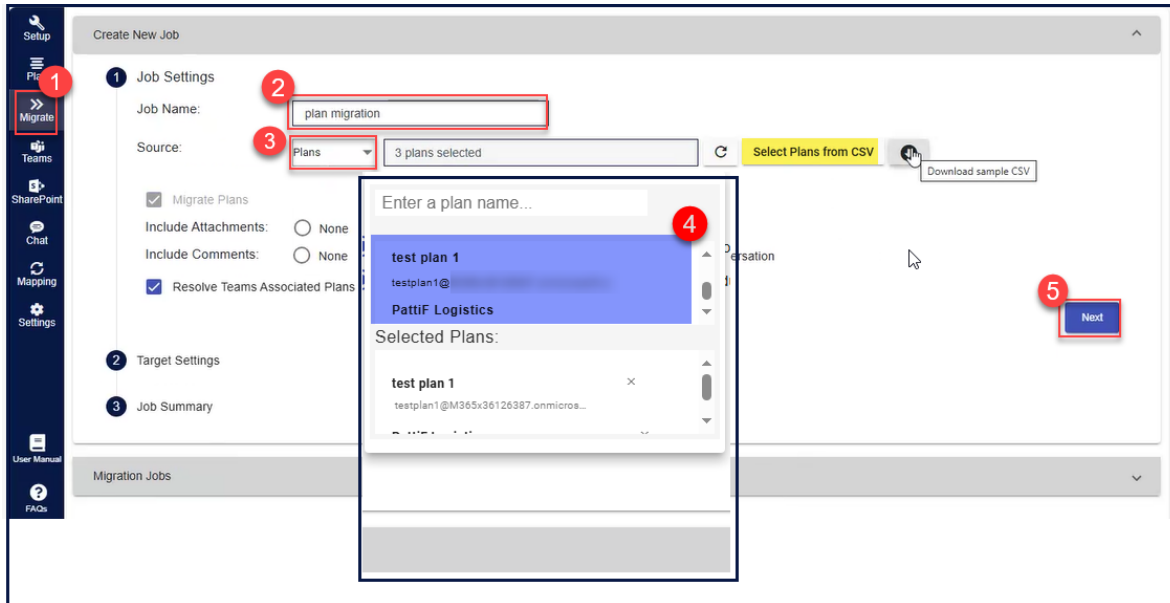 Setup
Create New Job
Pla
1
1
Job Settings
2
Migrate
Job Name:
plan migration
Teams
Source:
3
Plans
3 plans selected
Select Plans from CSV
Download sample CSV
SharePoint
Migrate Plans
Enter a plan name...
4
Include Attachments:
None
Chat
Include Comments:
None
test plan 1
ersation
testplan1@
Mapping
Resolve Teams Associated Plans
PattiF Logistics
5
Settings
Next
Selected Plans:
2
Target Settings
test plan 1
×
testplan1@M365x36126387.onmicros...
3
Job Summary
User Manual
Migration Jobs
FAQs